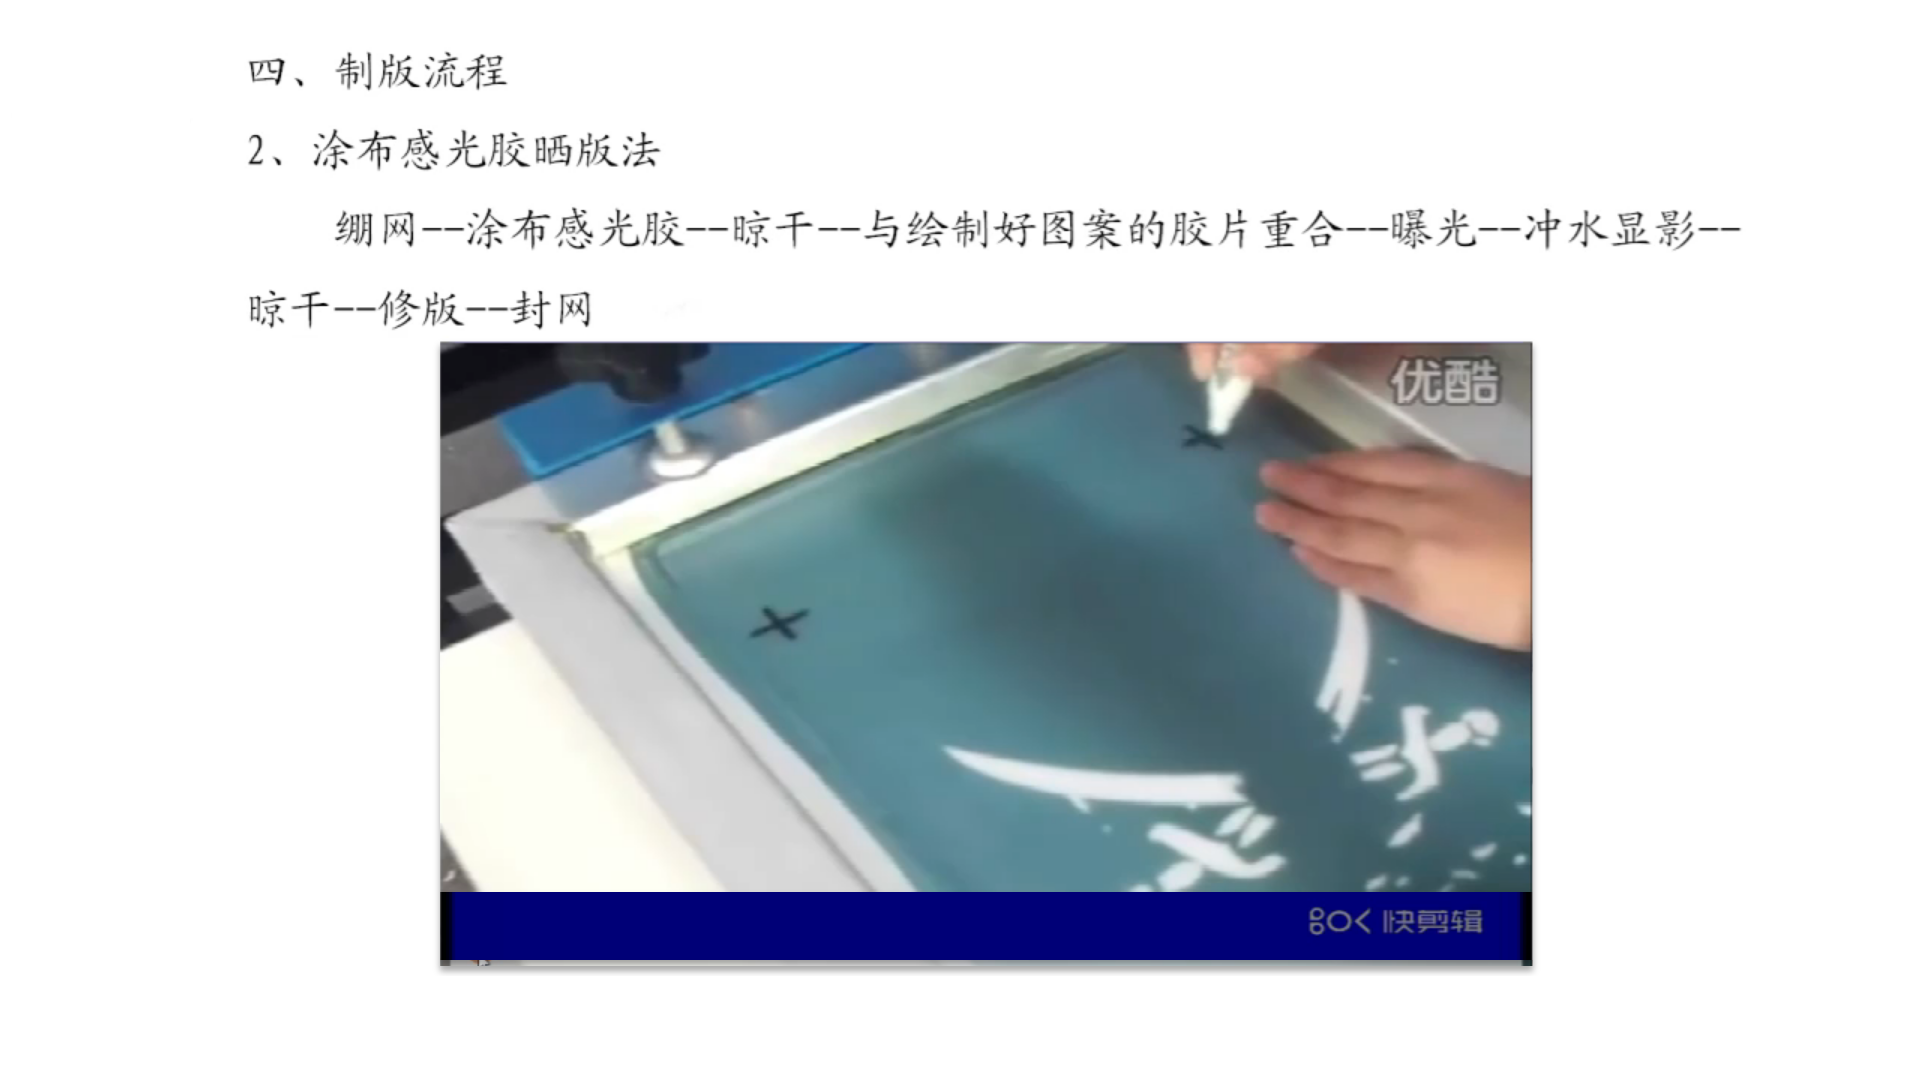 四、制版流程
2、涂布感光胶晒版法
绷网--涂布感光胶--晾干--与绘制好图案的胶片重合--曝光--冲水显影--
晾干--修版--封网
优酷
快剪辑